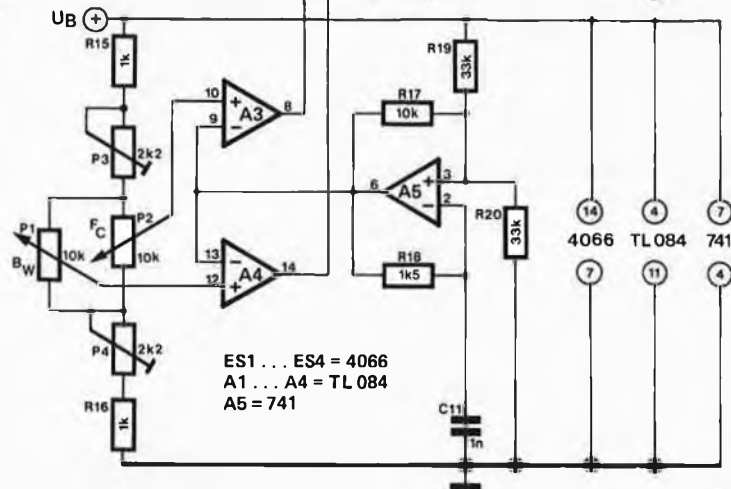 UB +
R15
1k
P3
2k2
P1
10k
BW
FC
P2
10k
P4
2k2
R16
1k
10
9
+
−
A3
8
13
12
−
+
A4
14
R19
33k
R17
10k
6
A5
+
−
3
2
R18
1k5
R20
33k
C11
1n
14
4066
7
4
TL 084
11
7
741
4
ES1 . . . ES4 = 4066
A1 . . . A4 = TL 084
A5 = 741